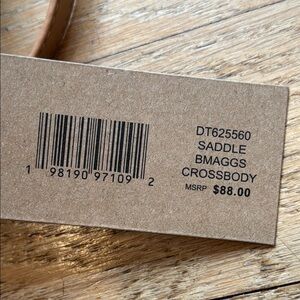 DT625560
SADDLE
BMAGGS
CROSSBODY
MSRP $88.00
1 98190 97109 2